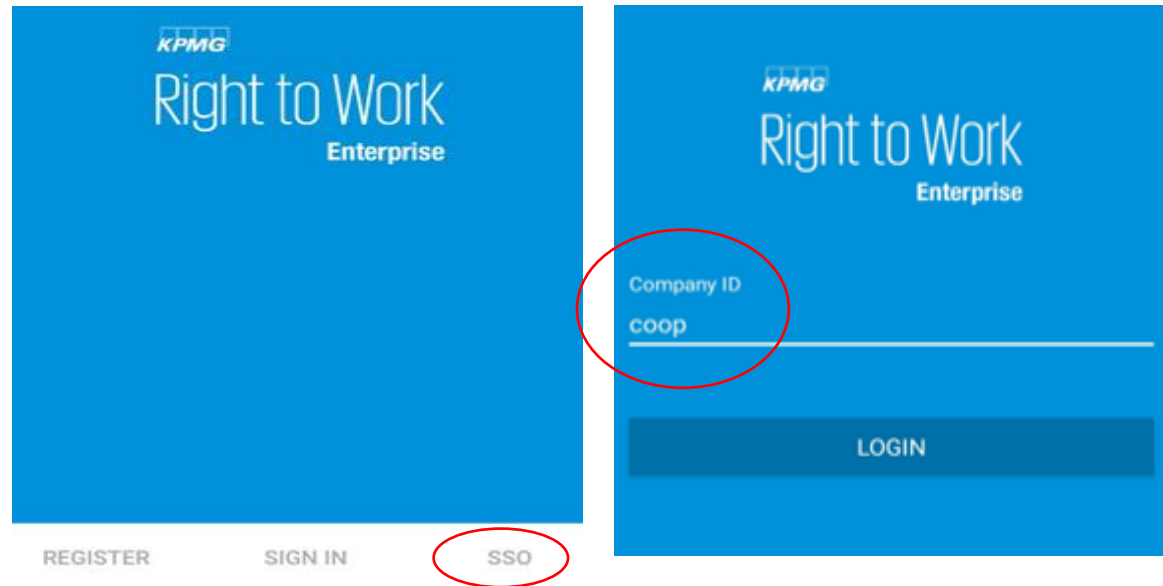 KPMG
Right to Work
Enterprise
REGISTER SIGN IN SSO
KPMG
Right to Work
Enterprise
Company ID
coop
LOGIN